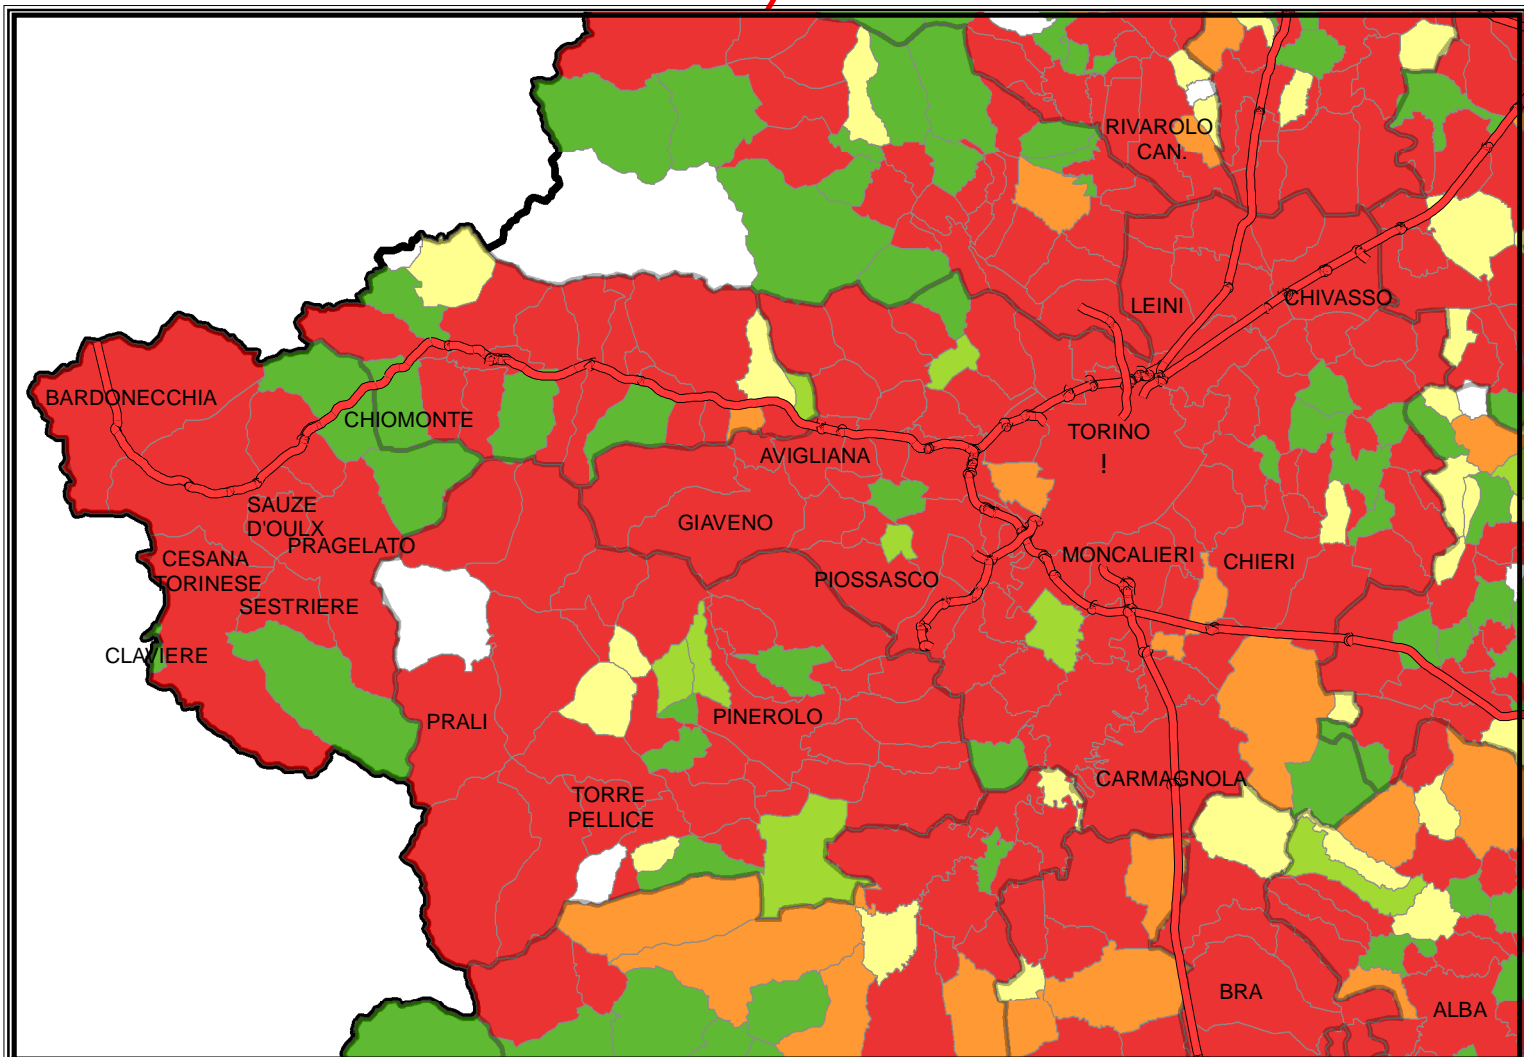 RIVAROLO
CAN.
LEINI
CHIVASSO
BARDONECCHIA
CHIOMONTE
TORINO
!
AVIGLIANA
SAUZE
D'OULX
GIAVENO
PRAGELATO
CESANA
TORINESE
MONCALIERI
CHIERI
PIOSSASCO
SESTRIERE
CLAVIERE
PRALI
PINEROLO
CARMAGNOLA
TORRE
PELLICE
BRA
ALBA